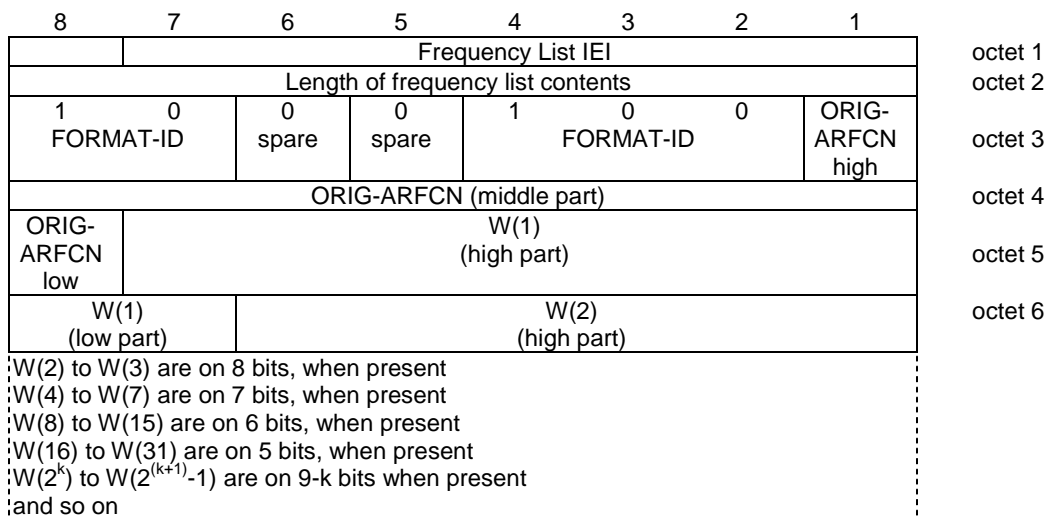 8 7 6 5 4 3 2 1
Frequency List IEI octet 1
Length of frequency list contents octet 2
1 0 0 0 1 0 0 ORIG-
FORMAT-ID spare spare FORMAT-ID ARFCN octet 3
high
ORIG-ARFCN (middle part) octet 4
ORIG- W(1)
ARFCN (high part) octet 5
low
W(1) W(2) octet 6
(low part) (high part)
W(2) to W(3) are on 8 bits, when present
W(4) to W(7) are on 7 bits, when present
W(8) to W(15) are on 6 bits, when present
W(16) to W(31) are on 5 bits, when present
W(2^k) to W(2^(k+1)-1) are on 9-k bits when present
and so on